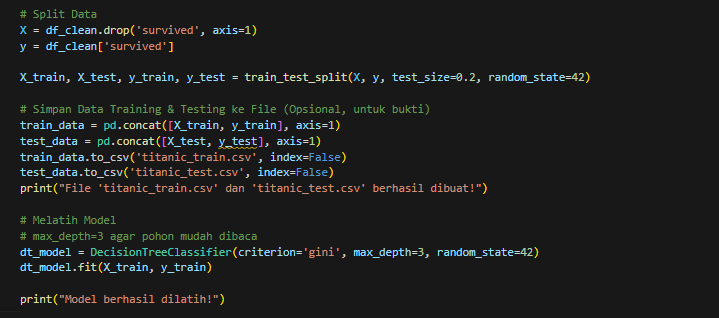 # Split Data
X = df_clean.drop('survived', axis=1)
y = df_clean['survived']
X_train, X_test, y_train, y_test = train_test_split(X, y, test_size=0.2, random_state=42)
# Simpan Data Training & Testing ke File (Opsional, untuk bukti)
train_data = pd.concat([X_train, y_train], axis=1)
test_data = pd.concat([X_test, y_test], axis=1)
train_data.to_csv('titanic_train.csv', index=False)
test_data.to_csv('titanic_test.csv', index=False)
print("File 'titanic_train.csv' dan 'titanic_test.csv' berhasil dibuat!")
# Melatih Model
# max_depth=3 agar pohon mudah dibaca
dt_model = DecisionTreeClassifier(criterion='gini', max_depth=3, random_state=42)
dt_model.fit(X_train, y_train)
print("Model berhasil dilatih!")